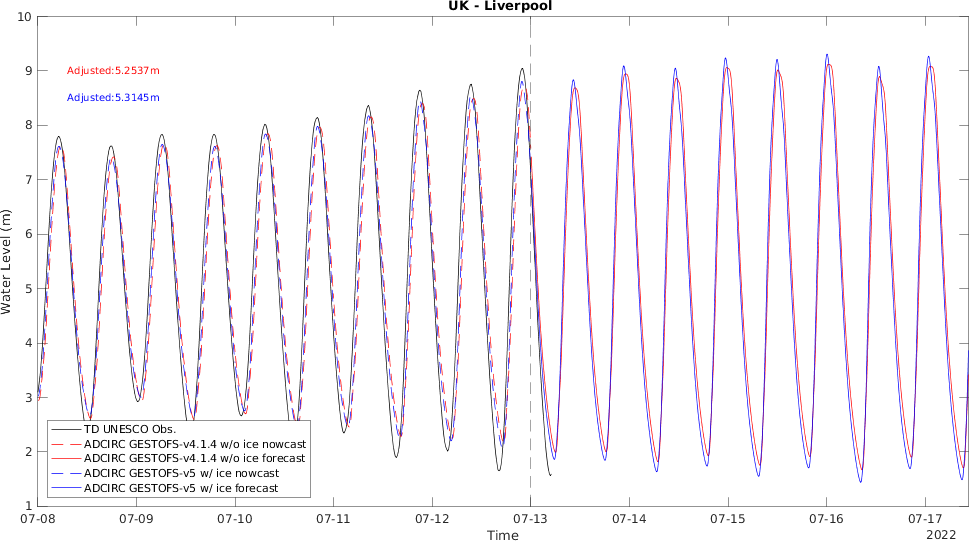 UK - Liverpool
10
9
8
7
6
5
4
3
2
1
Water Level (m)
Adjusted:5.2537m
Adjusted:5.3145m
TD UNESCO Obs.
ADCIRC GESTOFS-v4.1.4 w/o ice nowcast
ADCIRC GESTOFS-v4.1.4 w/o ice forecast
ADCIRC GESTOFS-v5 w/ ice nowcast
ADCIRC GESTOFS-v5 w/ ice forecast
07-08 07-09 07-10 07-11 07-12 07-13 07-14 07-15 07-16 07-17
Time
2022